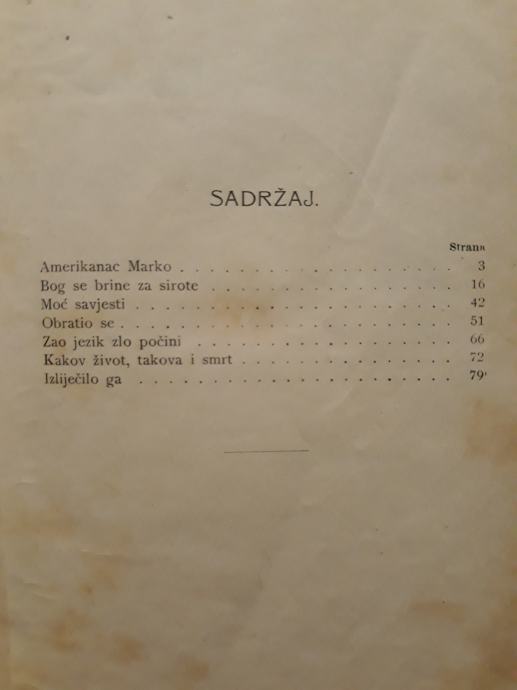 SADRŽAJ.
Strana
Amerikanac Marko . . . . . . . . . . . . . . . . . . . 3
Bog se brine za sirote . . . . . . . . . . . . . . . . . 16
Moć savjesti . . . . . . . . . . . . . . . . . . . . . 42
Obratio se . . . . . . . . . . . . . . . . . . . . . . 51
Zao jezik zlo počini . . . . . . . . . . . . . . . . . . 66
Kakov život, takova i smrt . . . . . . . . . . . . . . . 72
Izliječilo ga . . . . . . . . . . . . . . . . . . . . . 79